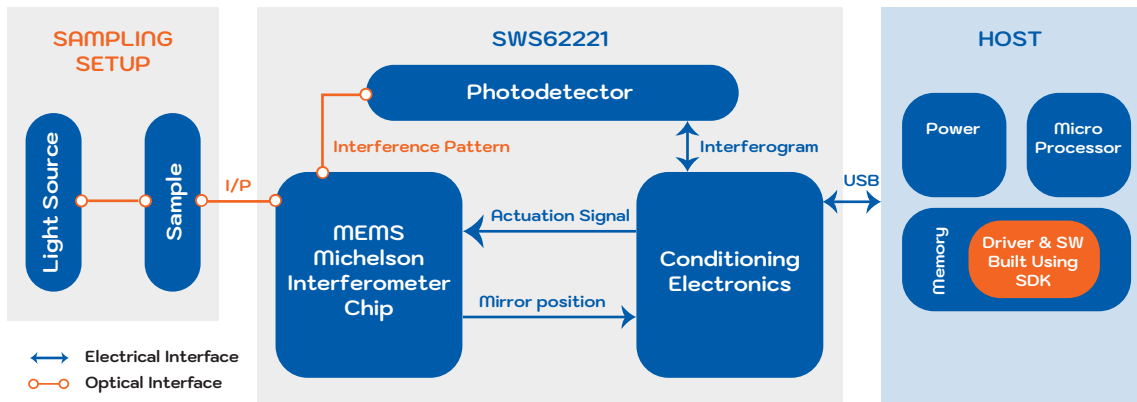 SAMPLING
SETUP
Light Source
Sample
I/P
SWS62221
Photodetector
Interference Pattern
Interferogram
MEMS
Michelson
Interferometer
Chip
Actuation Signal
Mirror position
Conditioning
Electronics
USB
HOST
Power
Micro
Processor
Memory
Driver & SW
Built Using
SDK
Electrical Interface
Optical Interface